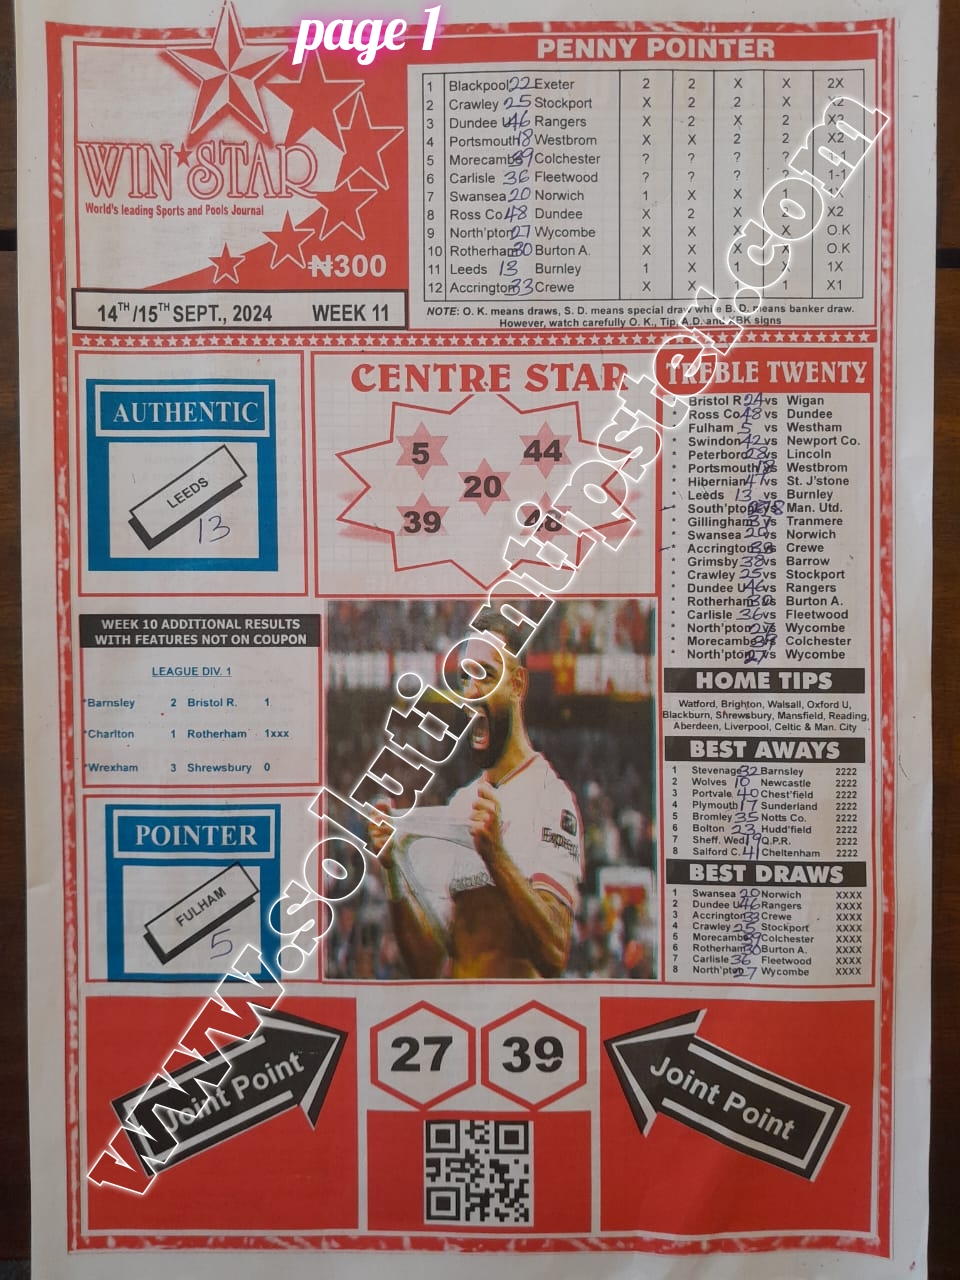 page 1
WIN★STAR
World's leading Sports and Pools Journal
₦300
14TH /15TH SEPT., 2024 WEEK 11
PENNY POINTER
1 Blackpool 22 Exeter 2 2 X X 2X
2 Crawley 25 Stockport X 2 2 X X2
3 Dundee U 46 Rangers X 2 X 2 X2
4 Portsmouth 18 Westbrom X X 2 2 X2
5 Morecambe 39 Colchester ? ? ? ? 1-1
6 Carlisle 36 Fleetwood ? ? ? ? 1-1
7 Swansea 20 Norwich 1 X X 1 1X
8 Ross Co 48 Dundee X 2 X 2 X2
9 North'pton 27 Wycombe X X X X O.K
10 Rotherham 30 Burton A. X X X X O.K
11 Leeds 13 Burnley 1 X 1 X 1X
12 Accrington 33 Crewe X X 1 1 X1
NOTE: O. K. means draws, S. D. means special draw while B. D. means banker draw.
However, watch carefully O. K., Tip, A.D. and XBK signs
AUTHENTIC
LEEDS
13
CENTRE STAR
5 44
20
39 48
TREBLE TWENTY
* Bristol R 24 vs Wigan
* Ross Co 48 vs Dundee
* Fulham 5 vs Westham
* Swindon 42 vs Newport Co.
* Peterboro 28 vs Lincoln
* Portsmouth 18 vs Westbrom
* Hibernian 47 vs St. J'stone
* Leeds 13 vs Burnley
* South'pton 8 vs Man. Utd.
* Gillingham 37 vs Tranmere
* Swansea 20 vs Norwich
* Accrington 33 vs Crewe
* Grimsby 38 vs Barrow
* Crawley 25 vs Stockport
* Dundee U 46 vs Rangers
* Rotherham 30 vs Burton A.
* Carlisle 36 vs Fleetwood
* North'pton 27 vs Wycombe
* Morecambe 39 vs Colchester
* North'pton 27 vs Wycombe
WEEK 10 ADDITIONAL RESULTS
WITH FEATURES NOT ON COUPON
LEAGUE DIV. 1
*Barnsley 2 Bristol R. 1
*Charlton 1 Rotherham 1xxx
*Wrexham 3 Shrewsbury 0
HOME TIPS
Watford, Brighton, Walsall, Oxford U,
Blackburn, Shrewsbury, Mansfield, Reading,
Aberdeen, Liverpool, Celtic & Man. City
BEST AWAYS
1 Stevenage 32 Barnsley 2222
2 Wolves 10 Newcastle 2222
3 Portvale 40 Chest'field 2222
4 Plymouth 17 Sunderland 2222
5 Bromley 35 Notts Co. 2222
6 Bolton 23 Hudd'field 2222
7 Sheff. Wed 19 Q.P.R. 2222
8 Salford C. 41 Cheltenham 2222
POINTER
FULHAM
5
BEST DRAWS
1 Swansea 20 Norwich XXXX
2 Dundee U 46 Rangers XXXX
3 Accrington 33 Crewe XXXX
4 Crawley 25 Stockport XXXX
5 Morecambe 39 Colchester XXXX
6 Rotherham 30 Burton A. XXXX
7 Carlisle 36 Fleetwood XXXX
8 North'pton 27 Wycombe XXXX
Joint Point
27 39
Joint Point
www.solutiontipster.com